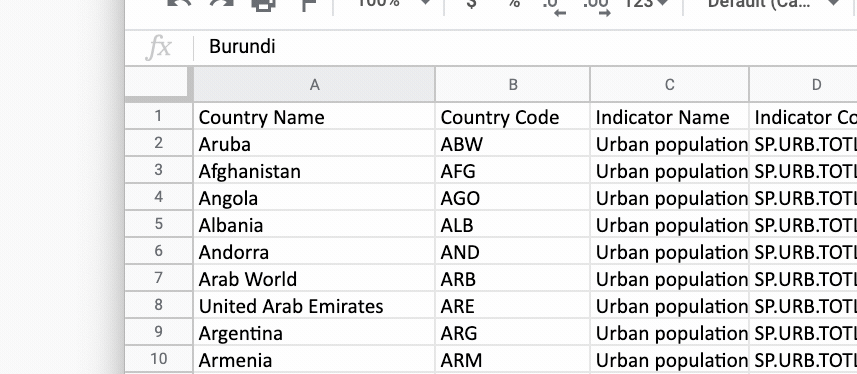 100% $ % .0 .00 123 Default (Ca...
fx Burundi
A B C D
1 Country Name Country Code Indicator Name Indicator Co
2 Aruba ABW Urban population SP.URB.TOTL
3 Afghanistan AFG Urban population SP.URB.TOTL
4 Angola AGO Urban population SP.URB.TOTL
5 Albania ALB Urban population SP.URB.TOTL
6 Andorra AND Urban population SP.URB.TOTL
7 Arab World ARB Urban population SP.URB.TOTL
8 United Arab Emirates ARE Urban population SP.URB.TOTL
9 Argentina ARG Urban population SP.URB.TOTL
10 Armenia ARM Urban population SP.URB.TOTL